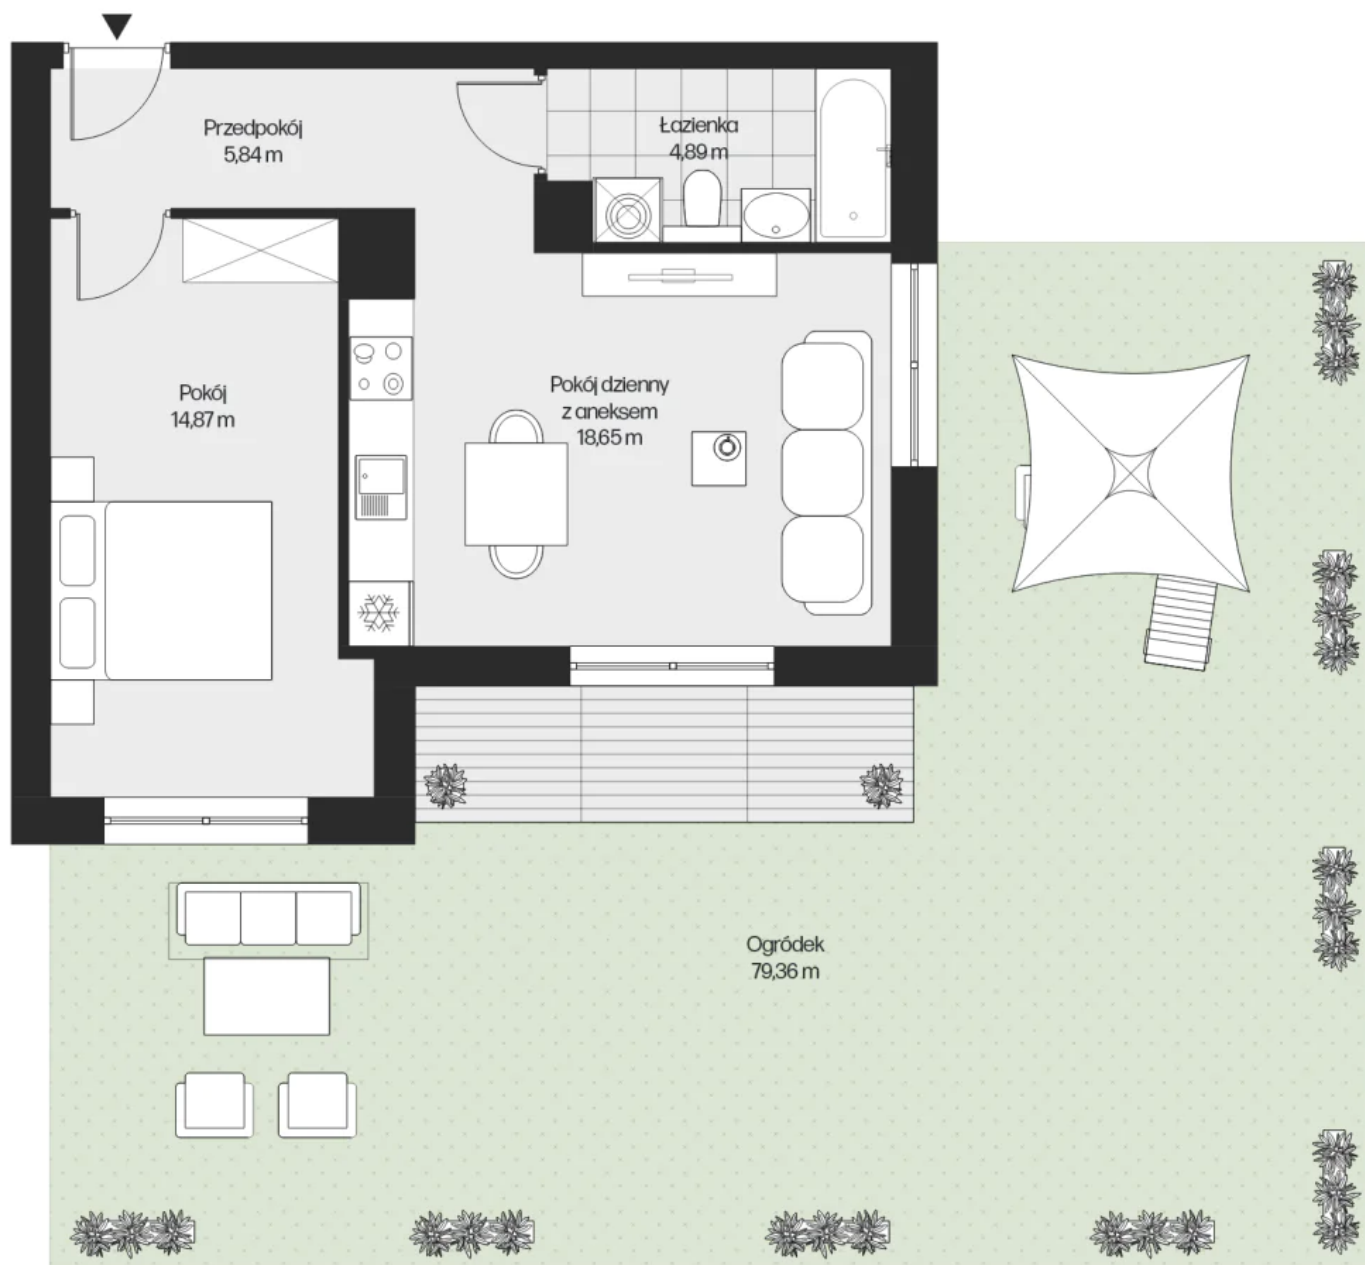 Przedpokój
5,84 m
Łazienka
4,89 m
Pokój
14,87 m
Pokój dzienny
z aneksem
18,65 m
Ogródek
79,36 m